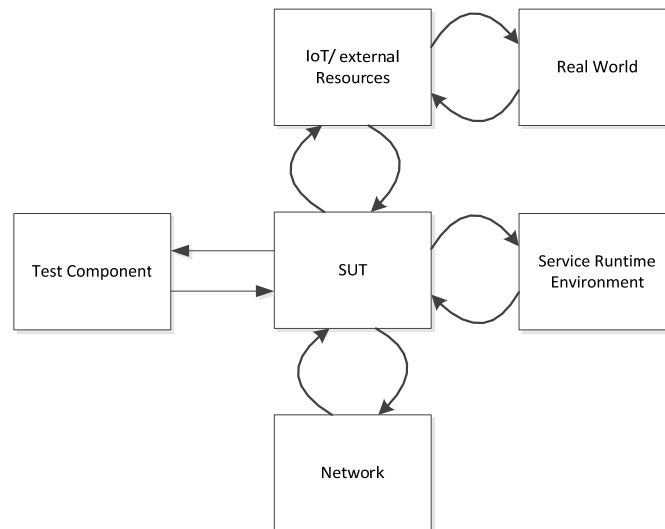 IoT/ external
Resources
Real World
Test Component
SUT
Service Runtime
Environment
Network